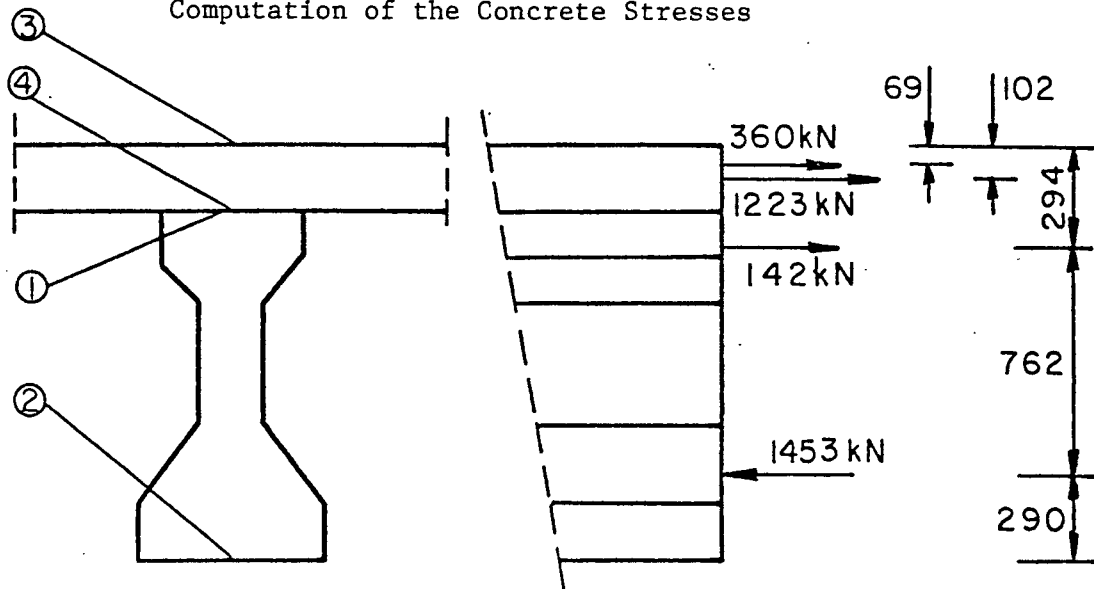 Computation of the Concrete Stresses
③
④
①
②
360kN
1223kN
142kN
1453kN
69
102
294
762
290